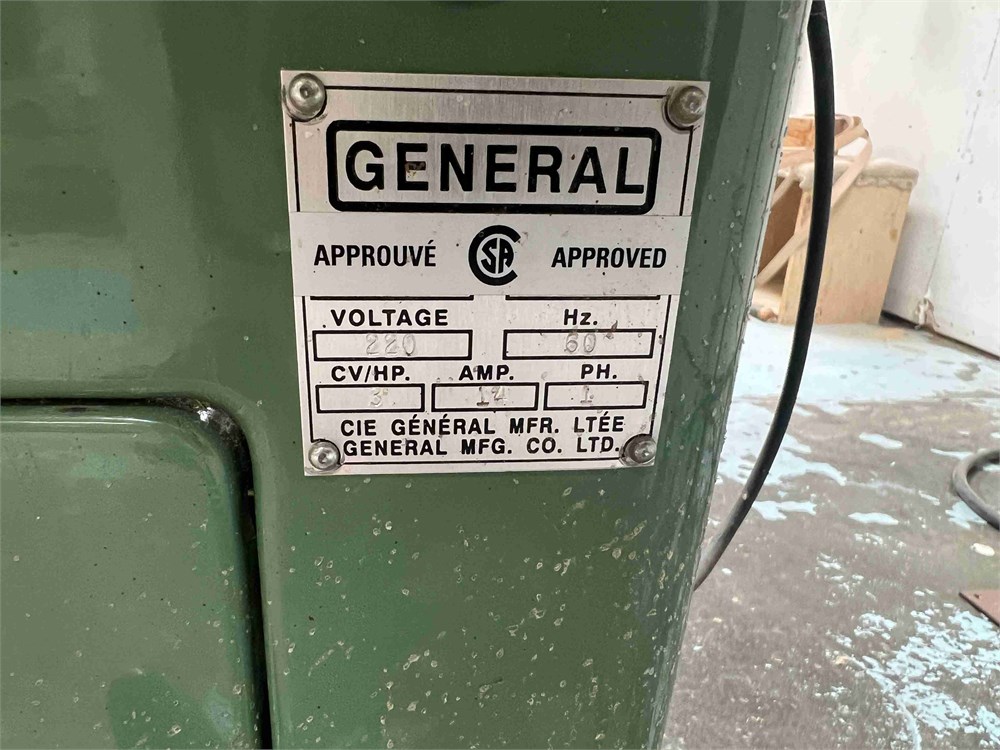 GENERAL
APPROUVÉ CSA APPROVED
VOLTAGE Hz.
220 60
CV/HP. AMP. PH.
3 14 1
CIE GÉNÉRAL MFR. LTÉE
GENERAL MFG. CO. LTD.